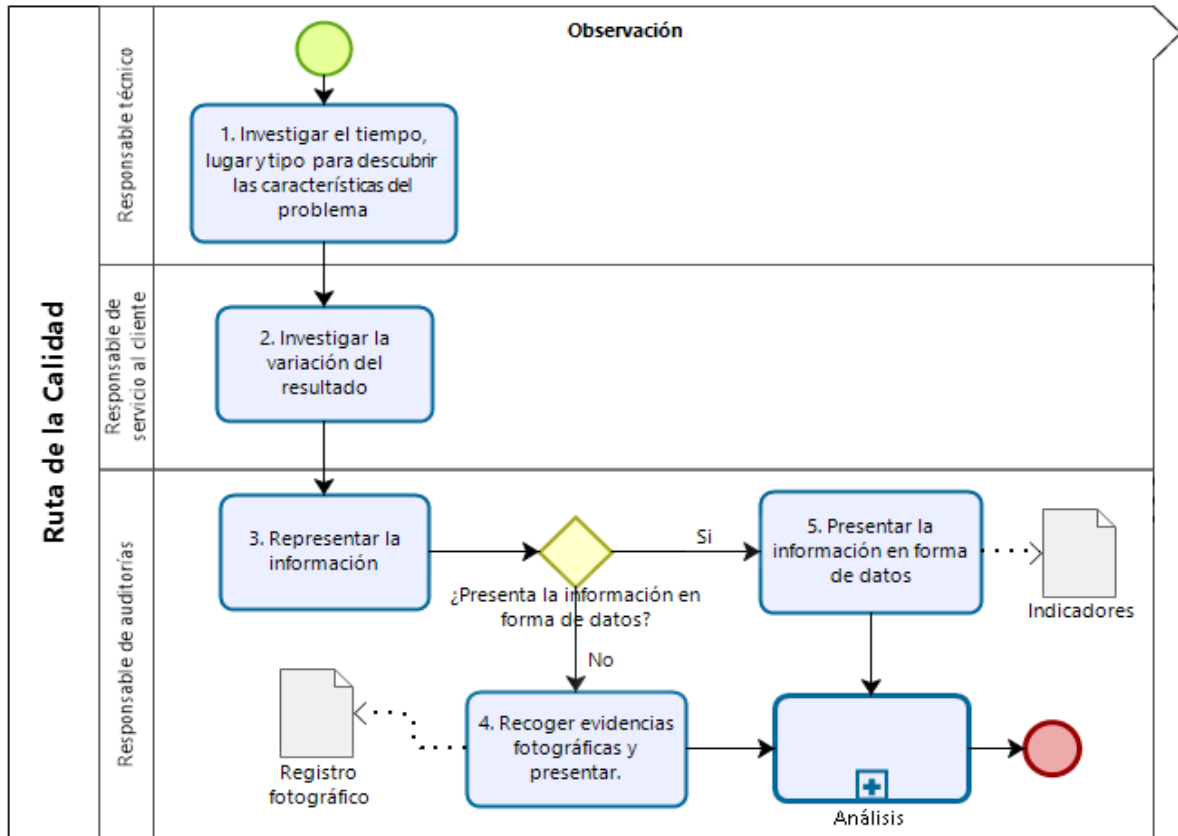 Observación
Ruta de la Calidad
Responsable técnico
1. Investigar el tiempo,
lugar y tipo para descubrir
las características del
problema
Responsable de
servicio al cliente
2. Investigar la
variación del
resultado
Responsable de auditorías
3. Representar la
información
¿Presenta la información en
forma de datos?
Si
5. Presentar la
información en forma
de datos
Indicadores
No
4. Recoger evidencias
fotográficas y
presentar.
Registro
fotográfico
Análisis